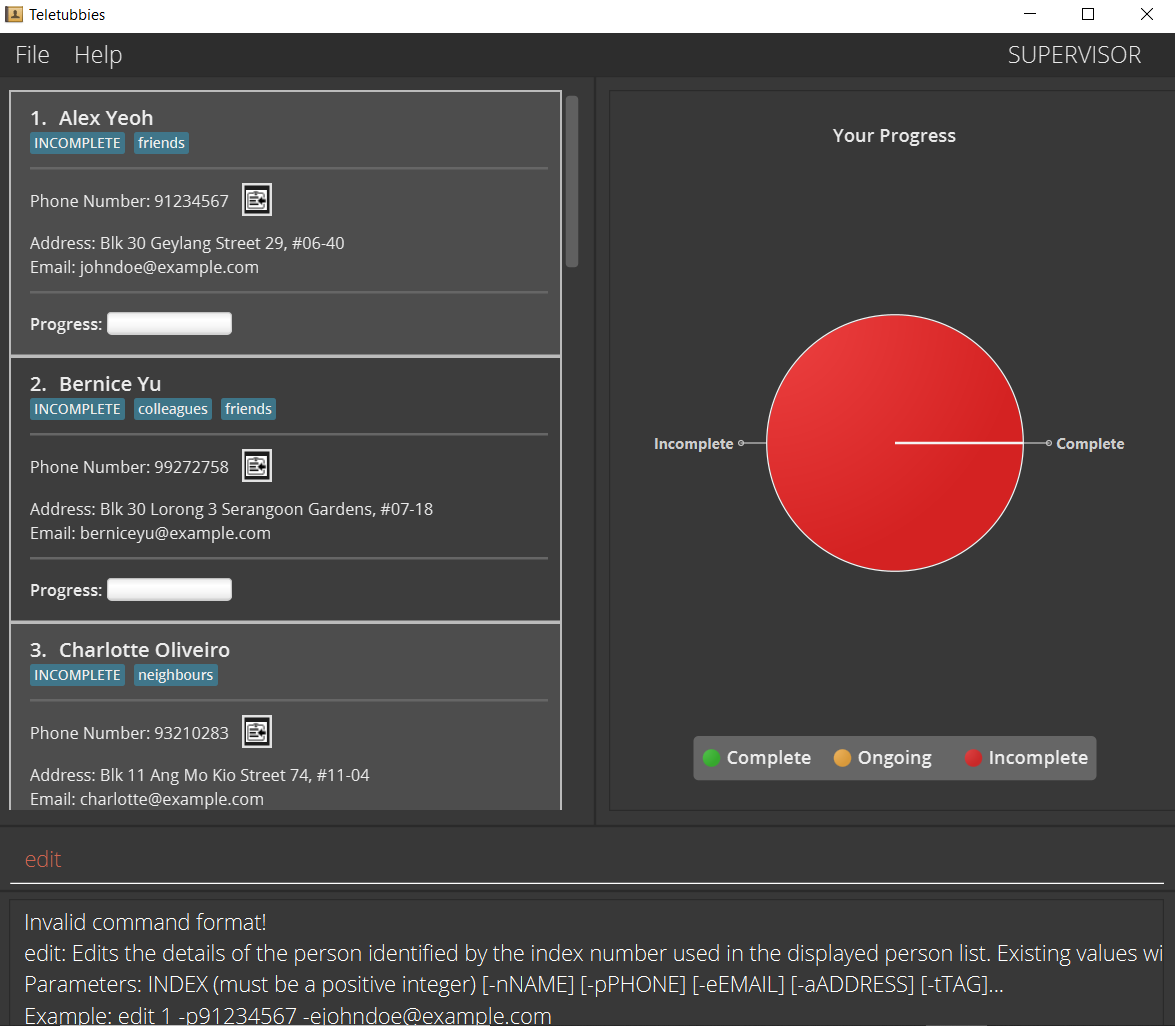 Teletubbies
File Help SUPERVISOR
1. Alex Yeoh
INCOMPLETE friends
Phone Number: 91234567
Address: Blk 30 Geylang Street 29, #06-40
Email: johndoe@example.com
Progress:
2. Bernice Yu
INCOMPLETE colleagues friends
Phone Number: 99272758
Address: Blk 30 Lorong 3 Serangoon Gardens, #07-18
Email: berniceyu@example.com
Progress:
3. Charlotte Oliveiro
INCOMPLETE neighbours
Phone Number: 93210283
Address: Blk 11 Ang Mo Kio Street 74, #11-04
Email: charlotte@example.com
Your Progress
Incomplete Complete
Complete Ongoing Incomplete
edit
Invalid command format!
edit: Edits the details of the person identified by the index number used in the displayed person list. Existing values wi
Parameters: INDEX (must be a positive integer) [-nNAME] [-pPHONE] [-eEMAIL] [-aADDRESS] [-tTAG]...
Example: edit 1 -p91234567 -ejohndoe@example.com